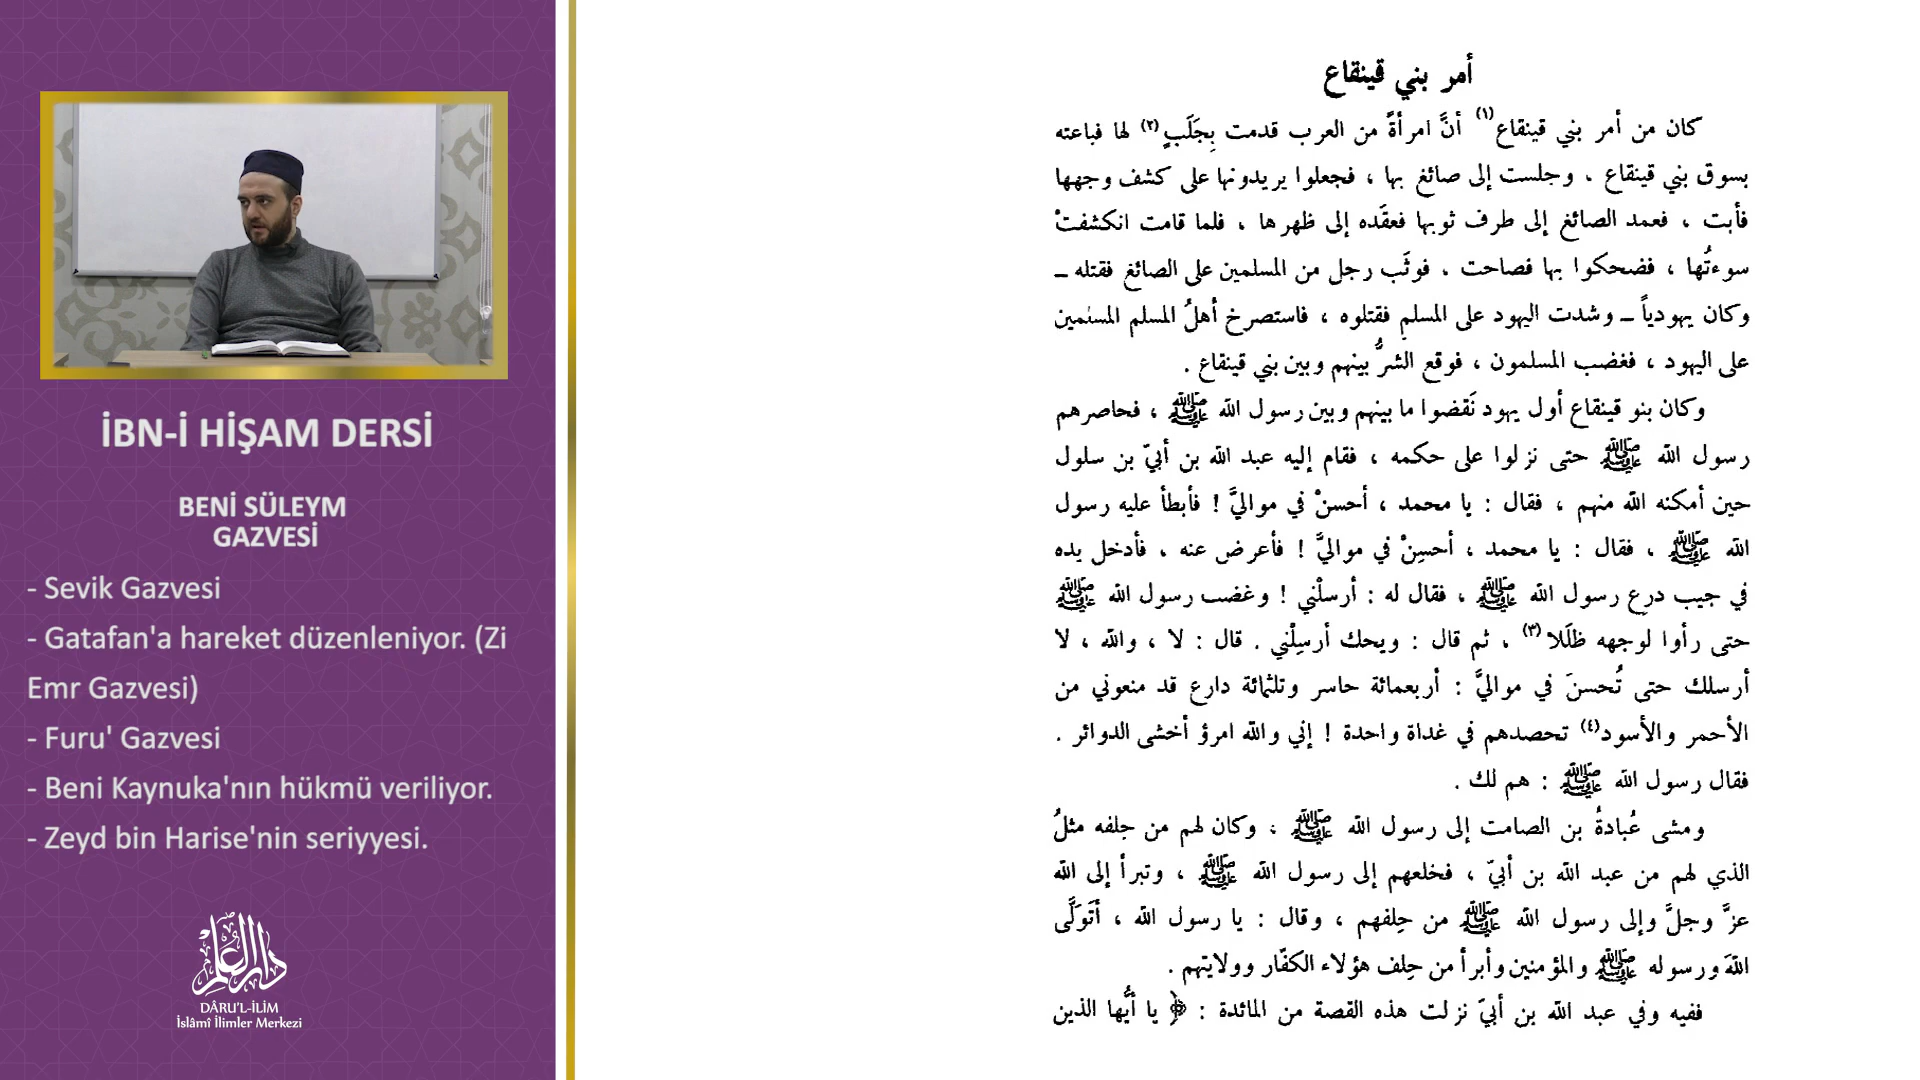 İBN-İ HİŞAM DERSİ
BENİ SÜLEYM
GAZVESİ
- Sevik Gazvesi
- Gatafan'a hareket düzenleniyor. (Zi
Emr Gazvesi)
- Furu' Gazvesi
- Beni Kaynuka'nın hükmü veriliyor.
- Zeyd bin Harise'nin seriyyesi.
دار العلم
DÂRU'L-İLİM
İslâmî İlimler Merkezi
أمر بني قينقاع
كان من أمر بني قينقاع(١) أنَّ امرأةً من العرب قدمت بِجَلَبٍ(٢) لها فباعته
بسوق بني قينقاع . وجلست إلى صائغ بها ، فجعلوا يريدونها على كشف وجهها
فأبت ، فعمد الصائغ إلى طرف ثوبها فعقَده إلى ظهرها ، فلما قامت انكشفتْ
سوءتُها ، فضحكوا بها فصاحت ، فوثَب رجل من المسلمين على الصائغ فقتله ــ
وكان يهودياً ــ وشدت اليهود على المسلمِ فقتلوه ، فاستصرخ أهلُ المسلم المسلمين
على اليهود ، فغضب المسلمون ، فوقع الشرُّ بينهم وبين بني قينقاع .
وكان بنو قينقاع أول يهود نَقضوا ما بينهم وبين رسول الله ﷺ ، فحاصرهم
رسول الله ﷺ حتى نزلوا على حكمه ، فقام إليه عبد الله بن أبيّ بن سلول
حين أمكنه الله منهم ، فقال : يا محمد ، أحسنْ في مواليَّ ! فأبطأ عليه رسول
الله ﷺ ، فقال : يا محمد ، أحسِنْ في مواليَّ ! فأعرض عنه ، فأدخل يده
في جيب درع رسول الله ﷺ ، فقال له : أرسلْني ! وغضب رسول الله ﷺ
حتى رأوا لوجهه ظلَلا(٣) ، ثم قال : ويحك أرسِلْني . قال : لا ، والله ، لا
أرسلك حتى تُحسنَ في مواليَّ : أربعمائة حاسر وثلثمائة دارع قد منعوني من
الأحمر والأسود(٤) تحصدهم في غداة واحدة ! إني والله امرؤ أخشى الدوائر .
فقال رسول الله ﷺ : هم لك .
ومشى عُبادةُ بن الصامت إلى رسول الله ﷺ ، وكان لهم من حِلفه مثلُ
الذي لهم من عبد الله بن أبيّ ، فخلعهم إلى رسول الله ﷺ ، وتبرأ إلى الله
عزَّ وجلَّ وإلى رسول الله ﷺ من حِلفهم ، وقال : يا رسول الله ، أتَوَلَّى
اللهَ ورسوله ﷺ والمؤمنين وأبرأ من حِلف هؤلاء الكفّار وولايتهم .
ففيه وفي عبد الله بن أبيّ نزلت هذه القصة من المائدة : ﴿ يا أيُّها الذين